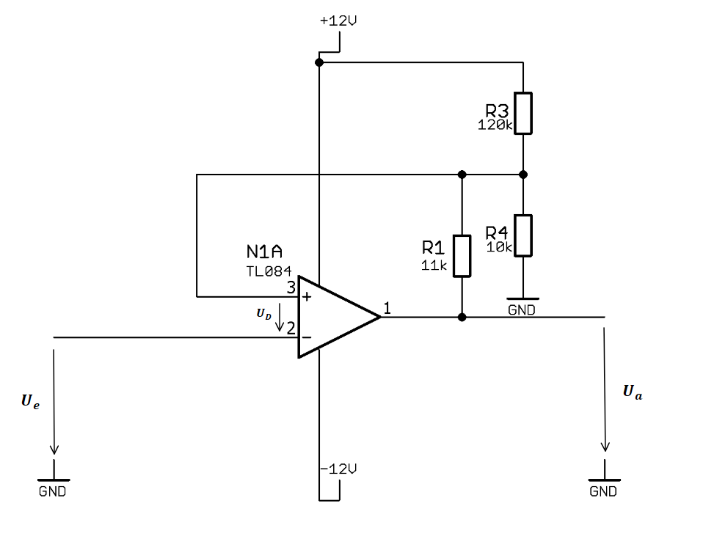 +12V
R3
120k
R4
10k
R1
11k
N1A
TL084
3
+
1
U_D
2
−
GND
U_e
U_a
-12V
GND
GND